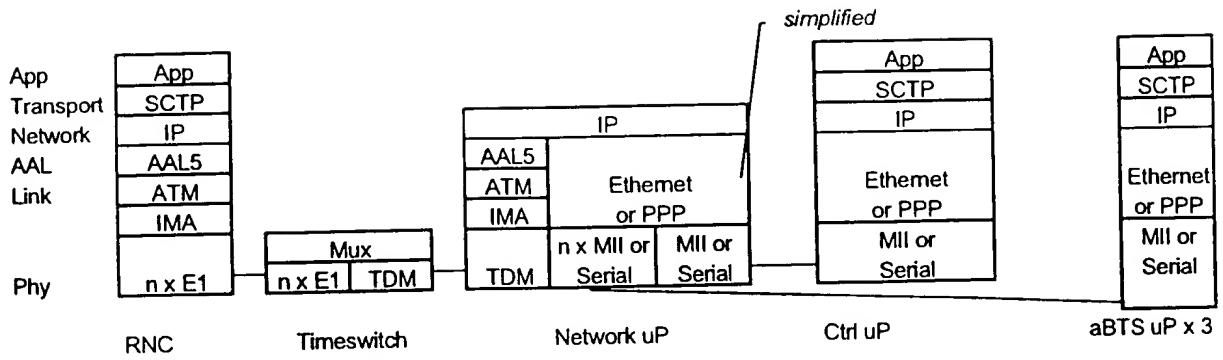 simplified
App
Transport
Network
AAL
Link
Phy
App
SCTP
IP
AAL5
ATM
IMA
n x E1
RNC
Mux
n x E1
TDM
Timeswitch
IP
AAL5
ATM
IMA
TDM
Ethernet
or PPP
n x MII or
Serial
MII or
Serial
Network uP
App
SCTP
IP
Ethernet
or PPP
MII or
Serial
Ctrl uP
App
SCTP
IP
Ethernet
or PPP
MII or
Serial
aBTS uP x 3